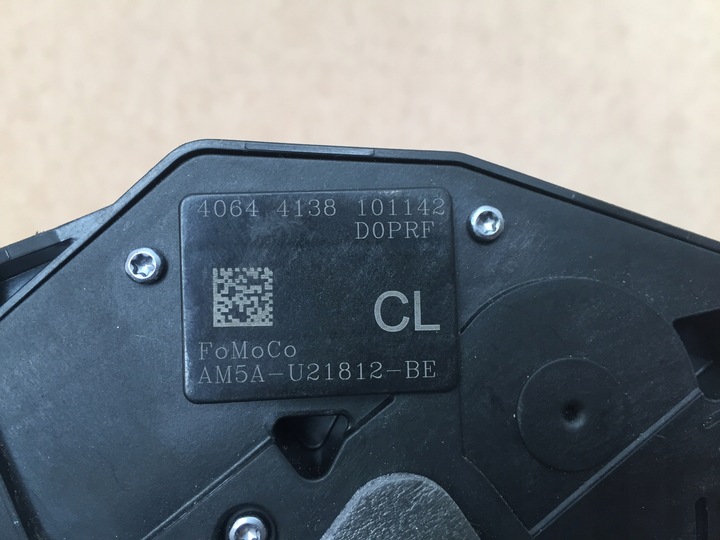 4064 4138 101142
D0PRF
CL
FoMoCo
AM5A-U21812-BE